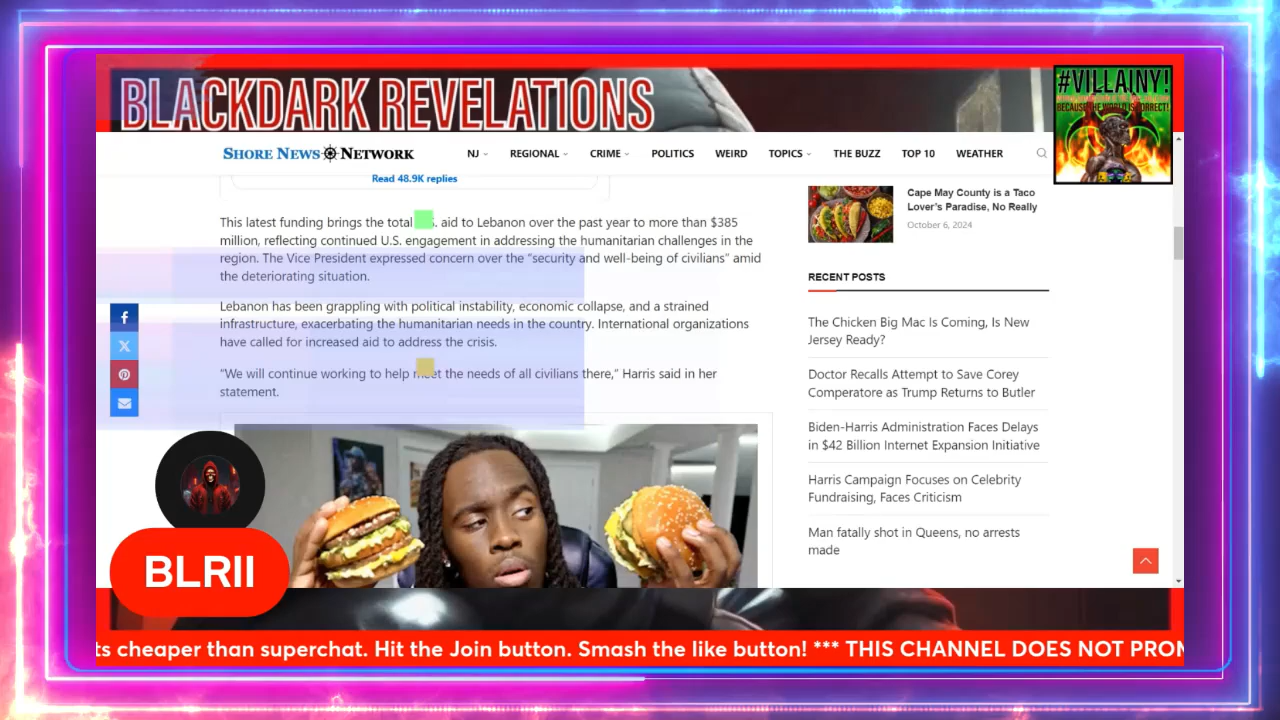 BLACKDARK REVELATIONS
#VILLAINY!
BECAUSE THE WORLD IS CORRECT!
SHORE NEWS NETWORK
NJ REGIONAL CRIME POLITICS WEIRD TOPICS THE BUZZ TOP 10 WEATHER
Read 48.9K replies
This latest funding brings the total aid to Lebanon over the past year to more than $385
million, reflecting continued U.S. engagement in addressing the humanitarian challenges in the
region. The Vice President expressed concern over the “security and well-being of civilians” amid
the deteriorating situation.
Lebanon has been grappling with political instability, economic collapse, and a strained
infrastructure, exacerbating the humanitarian needs in the country. International organizations
have called for increased aid to address the crisis.
“We will continue working to help meet the needs of all civilians there,” Harris said in her
statement.
Cape May County is a Taco
Lover’s Paradise, No Really
October 6, 2024
RECENT POSTS
The Chicken Big Mac Is Coming, Is New
Jersey Ready?
Doctor Recalls Attempt to Save Corey
Comperatore as Trump Returns to Butler
Biden-Harris Administration Faces Delays
in $42 Billion Internet Expansion Initiative
Harris Campaign Focuses on Celebrity
Fundraising, Faces Criticism
Man fatally shot in Queens, no arrests
made
BLRII
ts cheaper than superchat. Hit the Join button. Smash the like button! *** THIS CHANNEL DOES NOT PROM